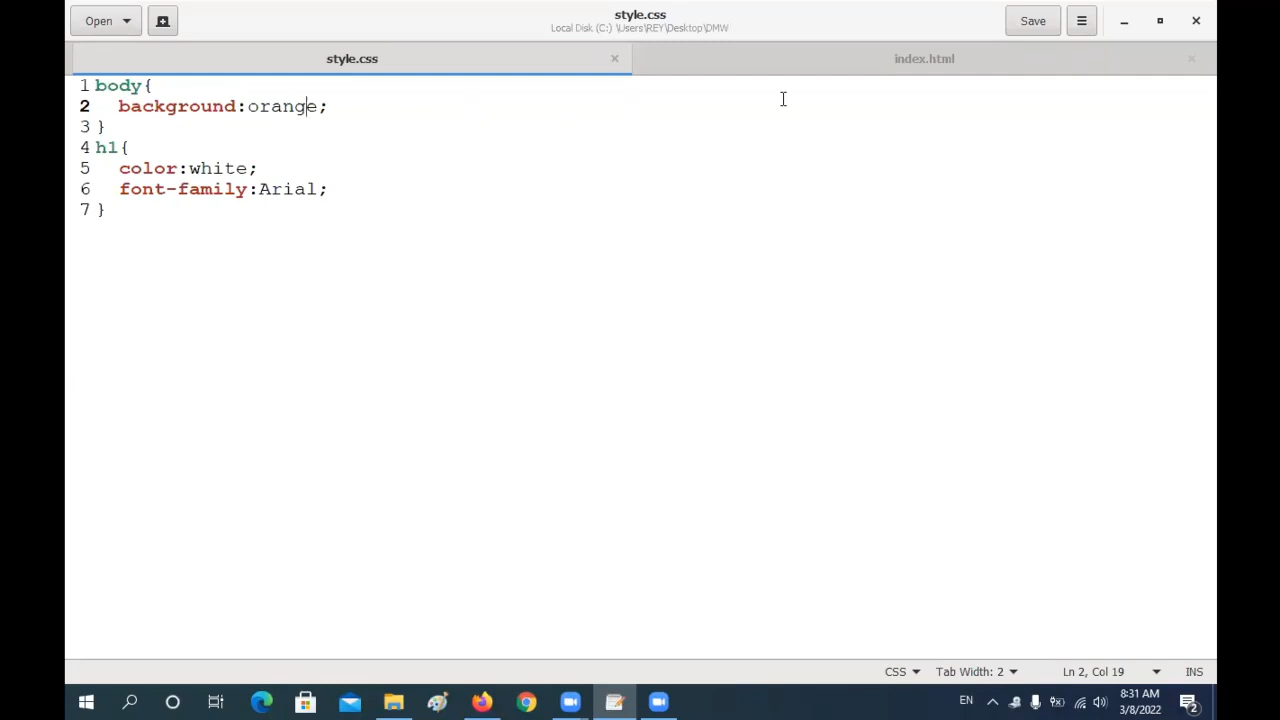 Open
style.css
Local Disk (C:) \Users\REY\Desktop\DMW
Save
style.css
index.html
1 body{
2 background:orange;
3 }
4 h1{
5 color:white;
6 font-family:Arial;
7 }
CSS Tab Width: 2 Ln 2, Col 19 INS
EN 8:31 AM
3/8/2022
2